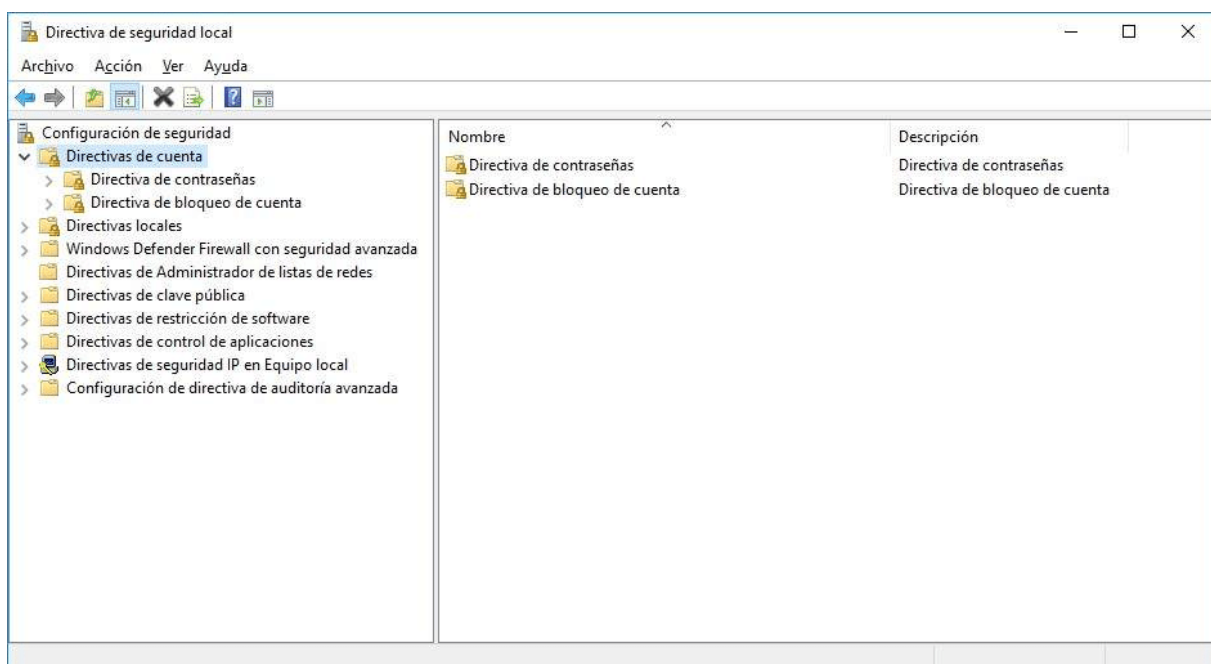 Directiva de seguridad local
Archivo Acción Ver Ayuda
Configuración de seguridad
Directivas de cuenta
Directiva de contraseñas
Directiva de bloqueo de cuenta
Directivas locales
Windows Defender Firewall con seguridad avanzada
Directivas de Administrador de listas de redes
Directivas de clave pública
Directivas de restricción de software
Directivas de control de aplicaciones
Directivas de seguridad IP en Equipo local
Configuración de directiva de auditoría avanzada
Nombre Descripción
Directiva de contraseñas Directiva de contraseñas
Directiva de bloqueo de cuenta Directiva de bloqueo de cuenta